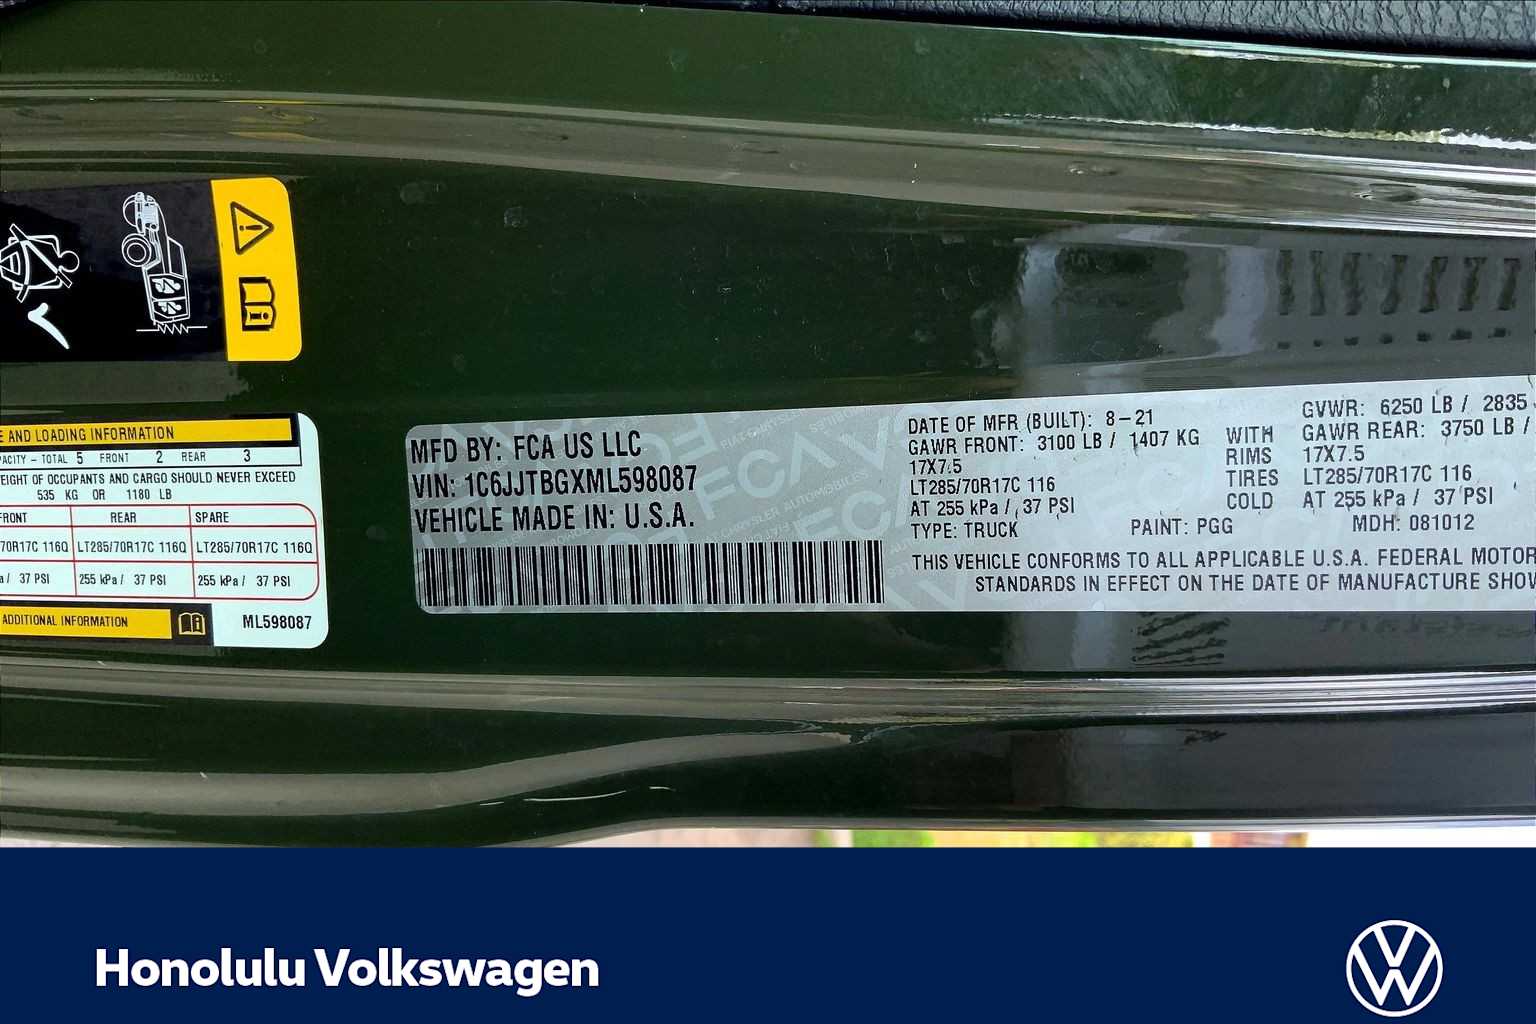 E AND LOADING INFORMATION
TOTAL 5 FRONT 2 REAR 3
OF OCCUPANTS AND CARGO SHOULD NEVER EXCEED
535 KG OR 1180 LB
FRONT REAR SPARE
70R17C 116Q LT285/70R17C 116Q LT285/70R17C 116Q
/ 37 PSI 255 kPa / 37 PSI 255 kPa / 37 PSI
ADDITIONAL INFORMATION
ML598087
MFD BY: FCA US LLC
VIN: 1C6JJTBGXML598087
VEHICLE MADE IN: U.S.A.
DATE OF MFR (BUILT): 8-21 GVWR: 6250 LB / 2835
GAWR FRONT: 3100 LB / 1407 KG WITH GAWR REAR: 3750 LB /
17X7.5 RIMS 17X7.5
LT285/70R17C 116 TIRES LT285/70R17C 116
AT 255 kPa / 37 PSI COLD AT 255 kPa / 37 PSI
TYPE: TRUCK PAINT: PGG MDH: 081012
THIS VEHICLE CONFORMS TO ALL APPLICABLE U.S.A. FEDERAL MOTOR
STANDARDS IN EFFECT ON THE DATE OF MANUFACTURE SHOW
Honolulu Volkswagen